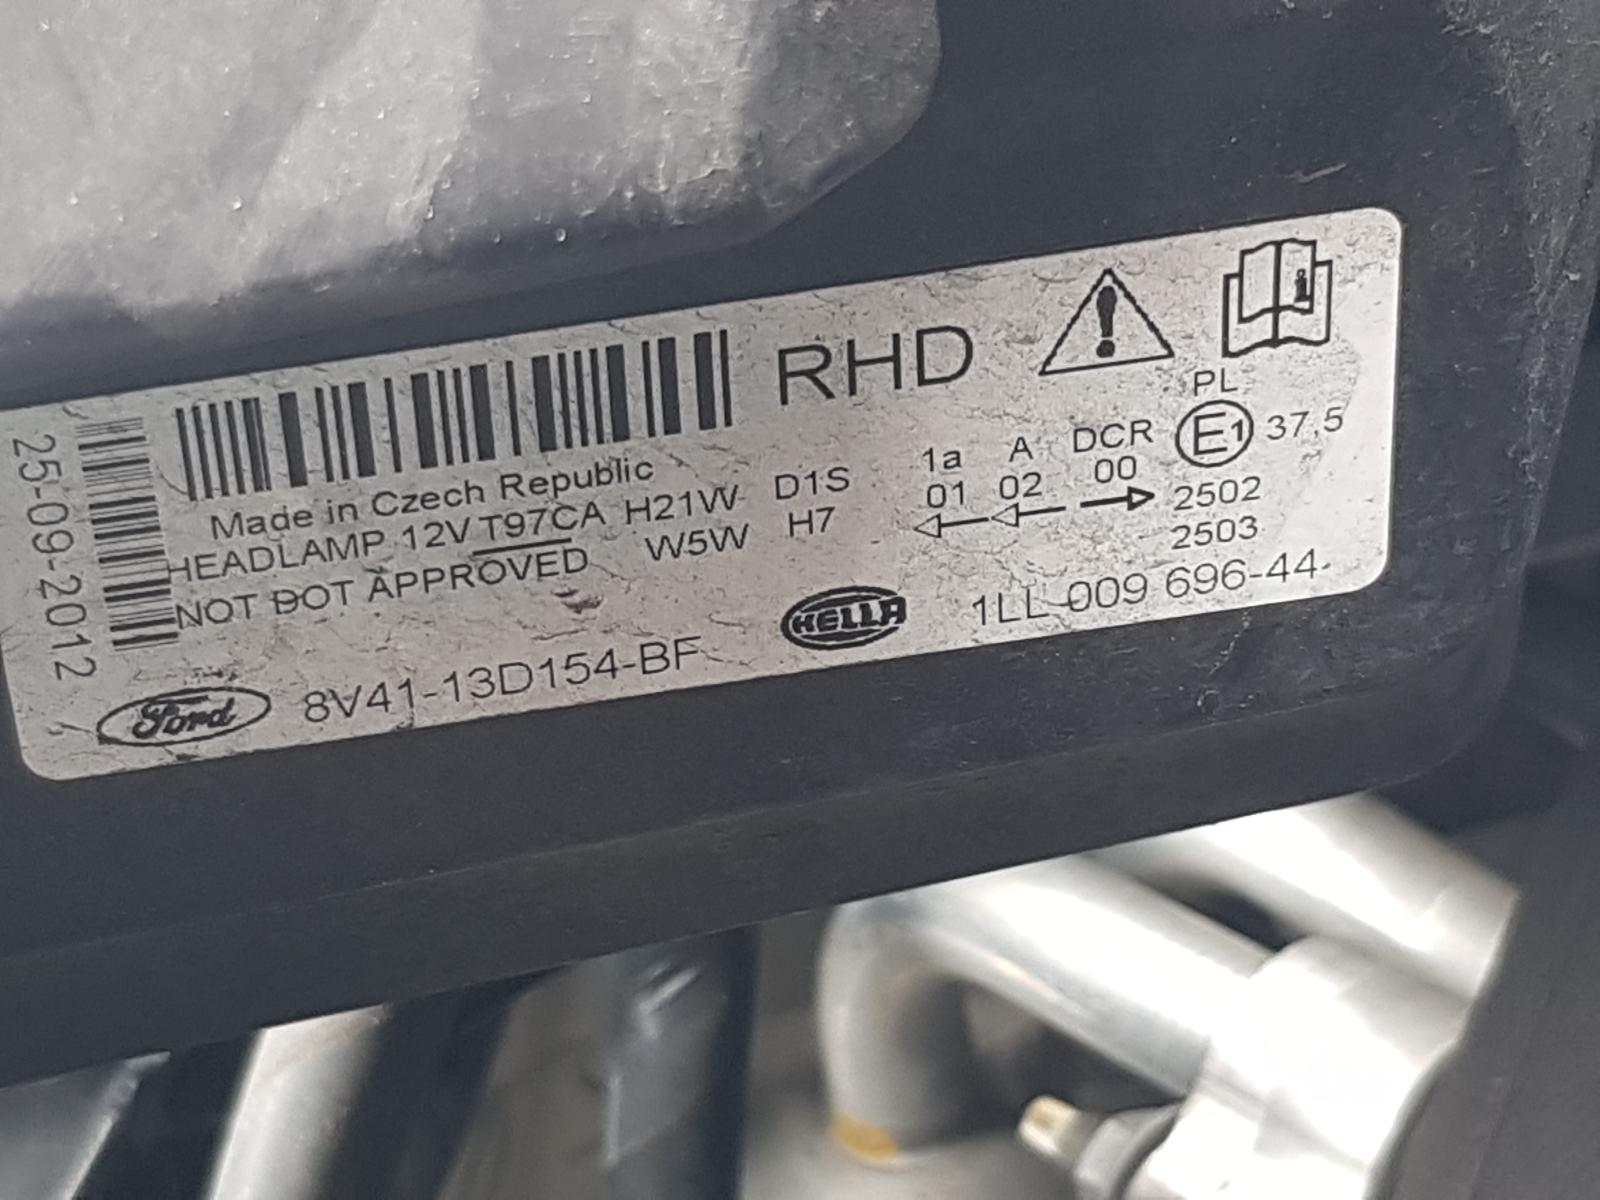 RHD
PL
1a A DCR E1 37,5
01 02 00
2502
2503
Made in Czech Republic
HEADLAMP 12V T97CA H21W D1S
NOT DOT APPROVED W5W H7
Ford 8V41-13D154-BF HELLA 1LL 009 696-44
25-09-2012